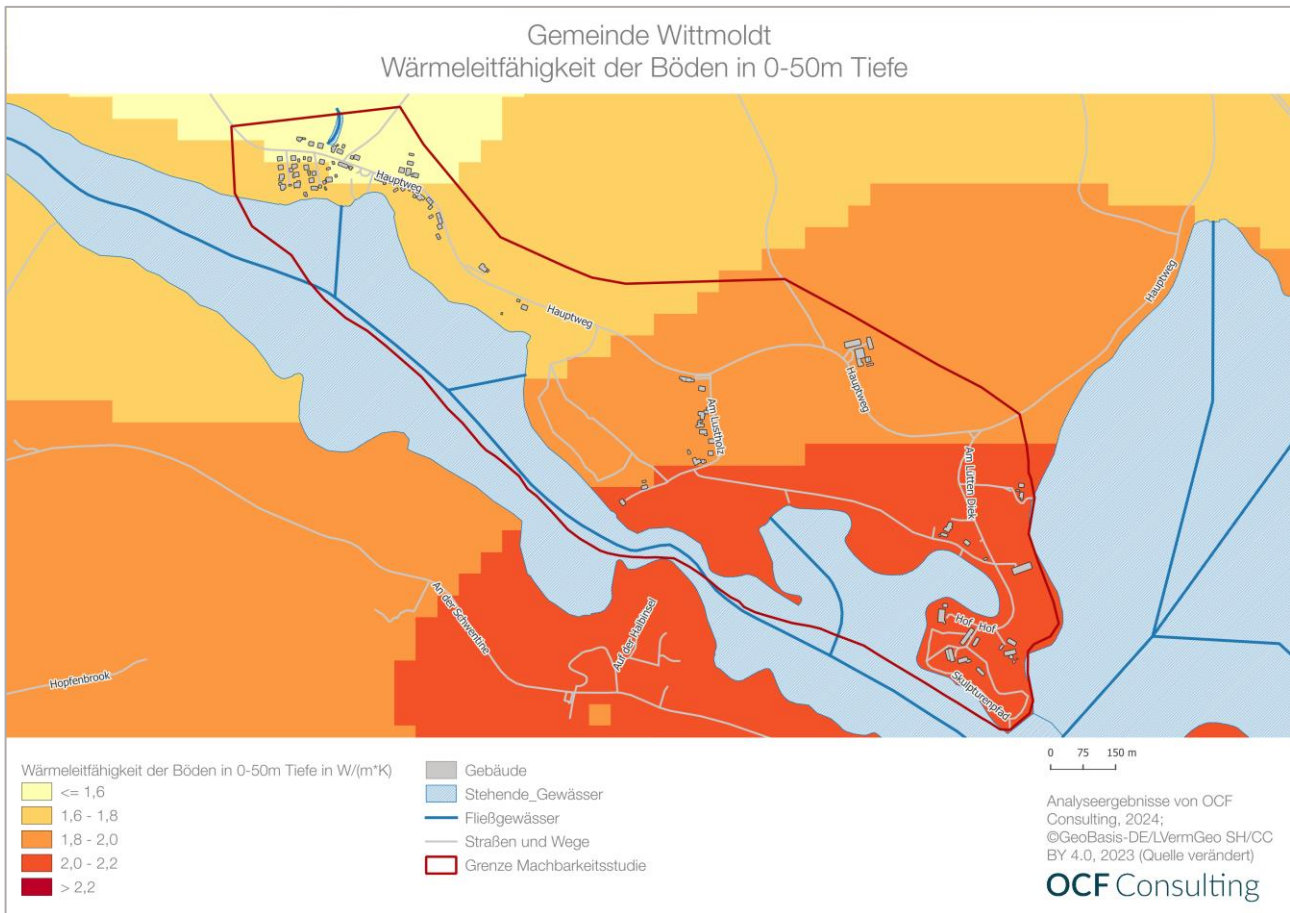 Gemeinde Wittmoldt
Wärmeleitfähigkeit der Böden in 0-50m Tiefe
Hauptweg
Hauptweg
Hauptweg
Hauptweg
Am Lustholz
Am Lütten Diek
An der Schwentine
Auf der Halbinsel
Hof
Hof
Skulpturenpfad
Hopfenbrook
Wärmeleitfähigkeit der Böden in 0-50m Tiefe in W/(m*K)
<= 1,6
1,6 - 1,8
1,8 - 2,0
2,0 - 2,2
> 2,2
Gebäude
Stehende_Gewässer
Fließgewässer
Straßen und Wege
Grenze Machbarkeitsstudie
0 75 150 m
Analyseergebnisse von OCF
Consulting, 2024;
©GeoBasis-DE/LVermGeo SH/CC
BY 4.0, 2023 (Quelle verändert)
OCF Consulting